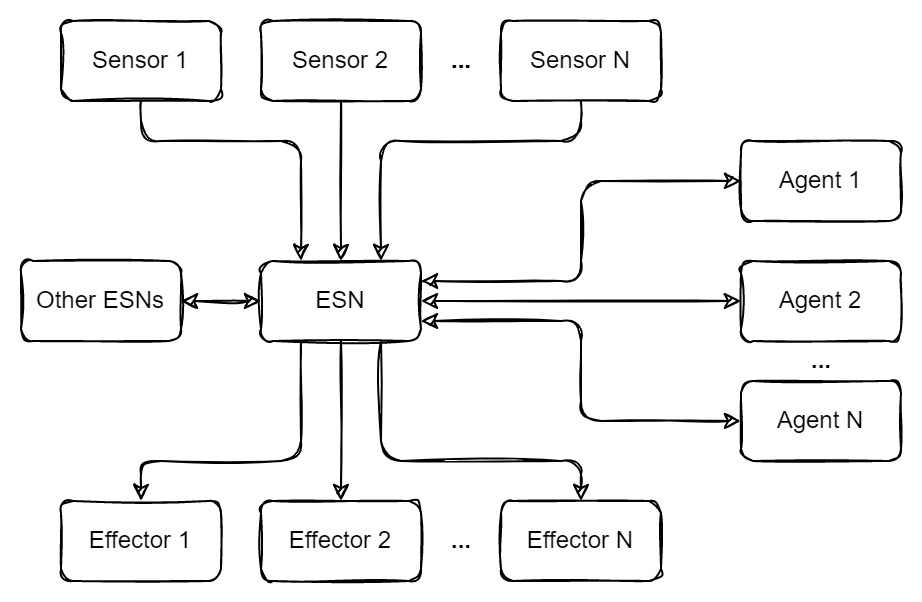 Sensor 1
Sensor 2
...
Sensor N
Agent 1
Other ESNs
ESN
Agent 2
...
Agent N
Effector 1
Effector 2
...
Effector N